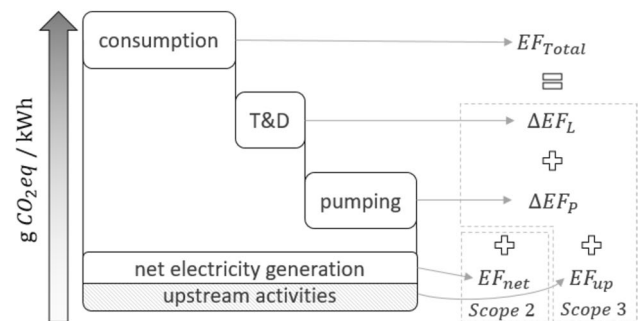 g CO₂eq / kWh
consumption
EF_Total
=
T&D
ΔEF_L
+
pumping
ΔEF_P
+ +
net electricity generation
EF_net EF_up
upstream activities
Scope 2 Scope 3